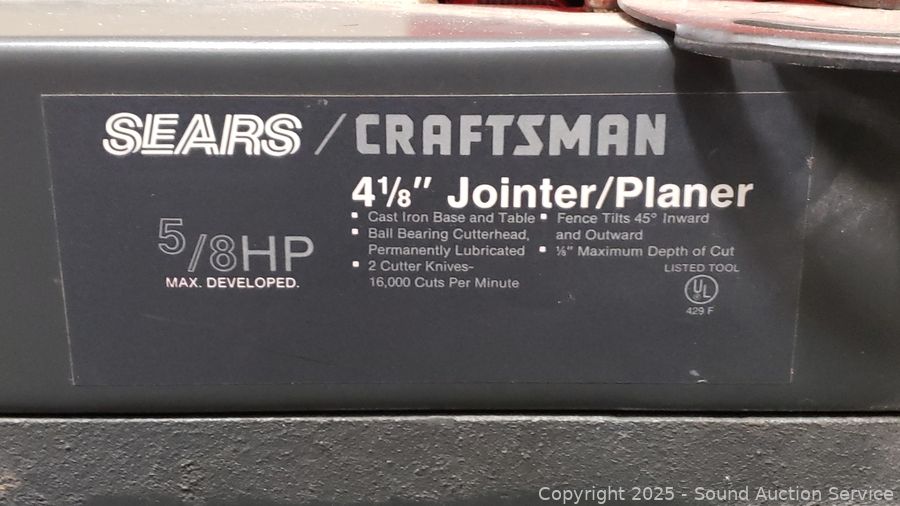 SEARS / CRAFTSMAN
4⅛" Jointer/Planer
5/8HP
MAX. DEVELOPED.
▪ Cast Iron Base and Table
▪ Ball Bearing Cutterhead,
Permanently Lubricated
▪ 2 Cutter Knives-
16,000 Cuts Per Minute
▪ Fence Tilts 45° Inward
and Outward
▪ ⅛" Maximum Depth of Cut
LISTED TOOL
UL
®
429 F
Copyright 2025 - Sound Auction Service